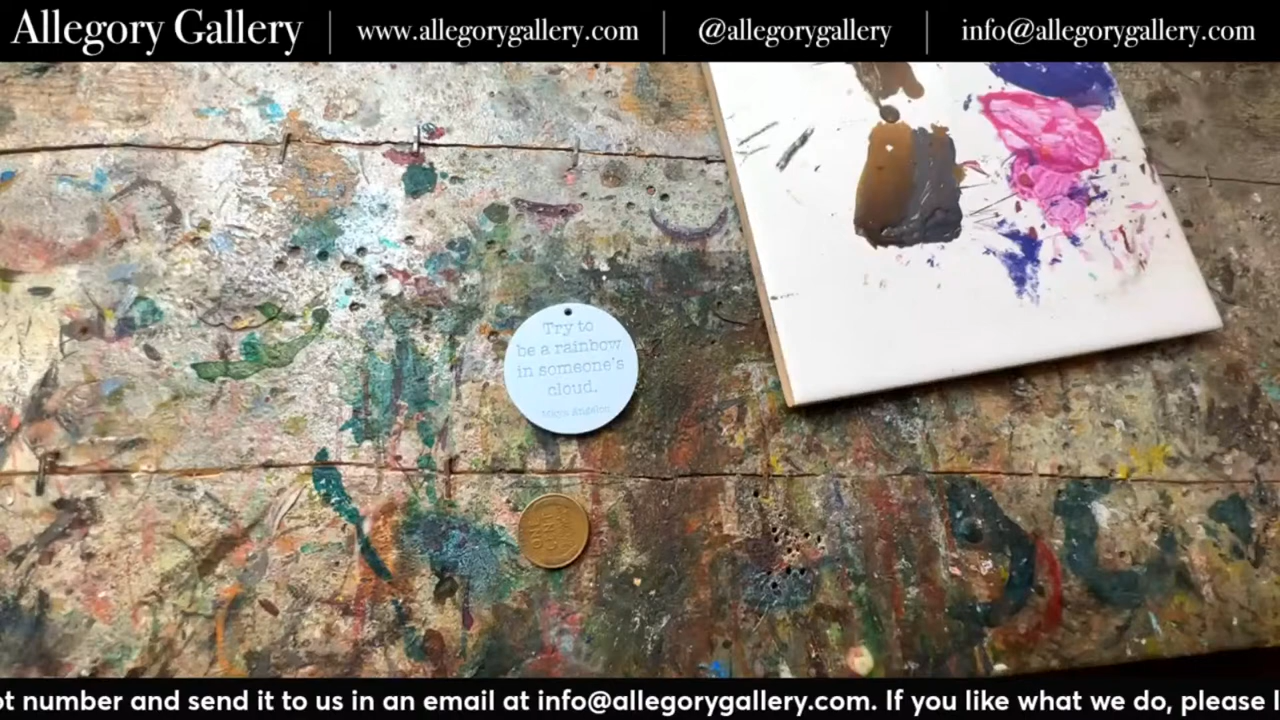 Allegory Gallery | www.allegorygallery.com | @allegorygallery | info@allegorygallery.com
Try to
be a rainbow
in someone's
cloud.
Maya Angelou
ONE
CENT
ot number and send it to us in an email at info@allegorygallery.com. If you like what we do, please l